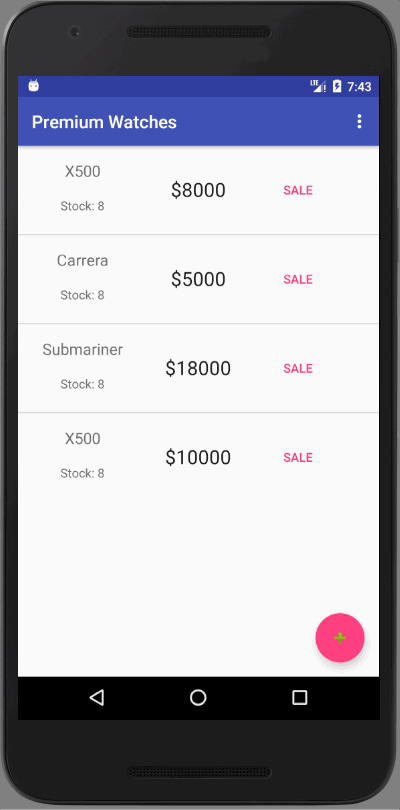 LTE 7:43
Premium Watches
X500
$8000
SALE
Stock: 8
Carrera
$5000
SALE
Stock: 8
Submariner
$18000
SALE
Stock: 8
X500
$10000
SALE
Stock: 8